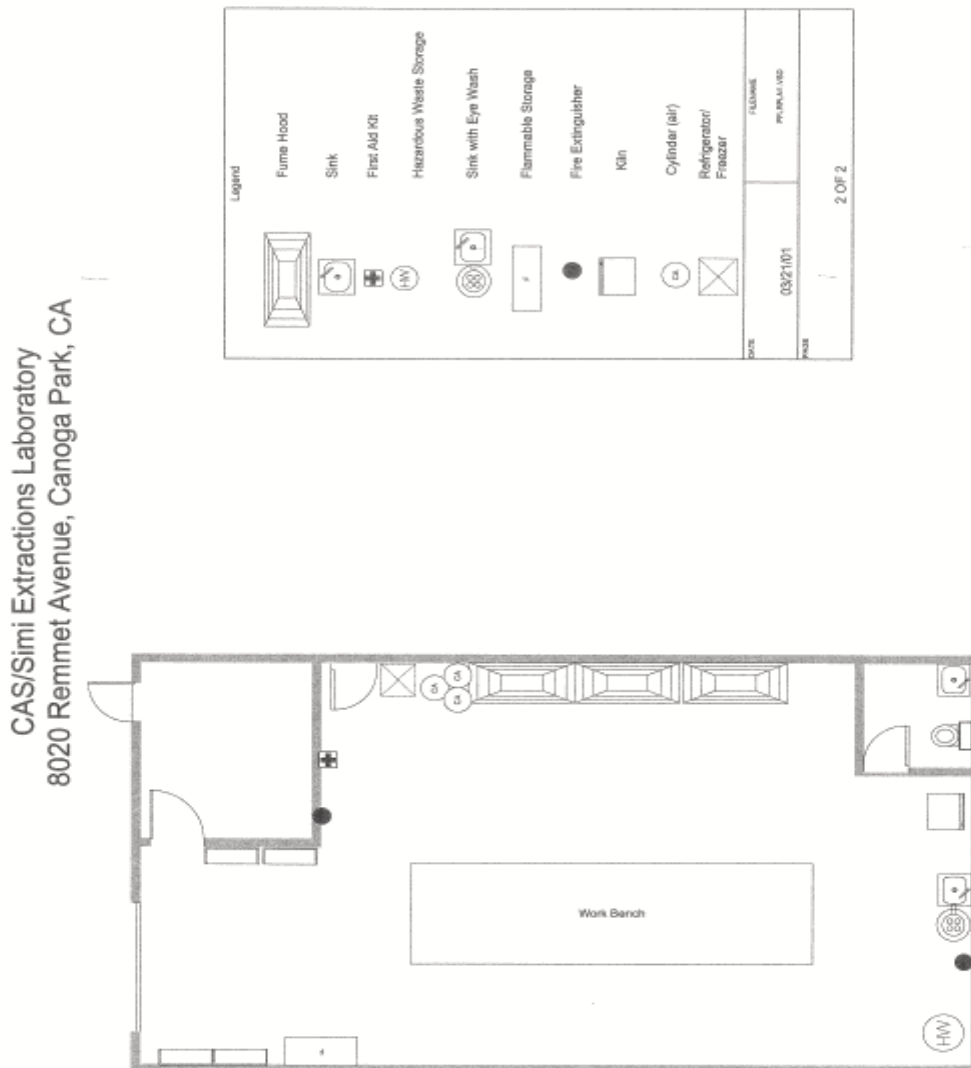 CAS/Simi Extractions Laboratory
8020 Remmet Avenue, Canoga Park, CA
Legend
Fume Hood
Sink
First Aid Kit
HW
Hazardous Waste Storage
Sink with Eye Wash
Flammable Storage
Fire Extinguisher
Kiln
CA
Cylinder (air)
Refrigerator/
Freezer
DATE
03/21/01
FILENAME
PAGE
2 OF 2
CA
CA
CA
Work Bench
HW